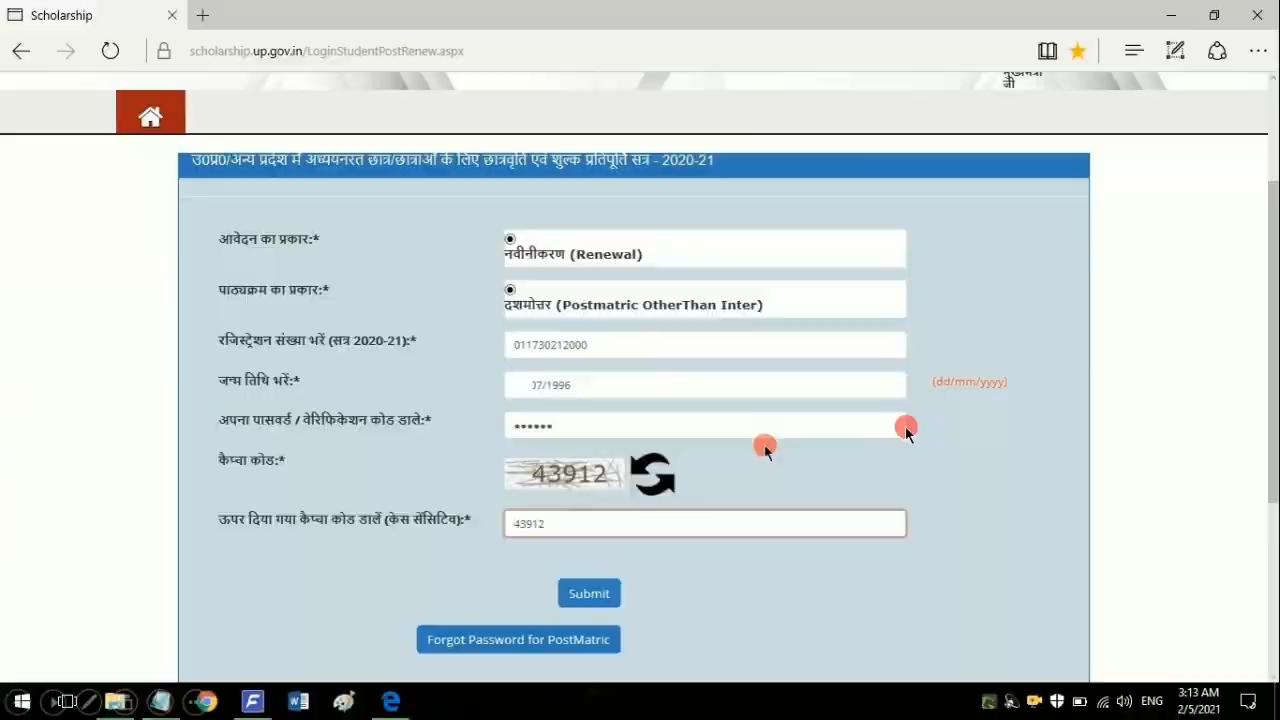 Scholarship
scholarship.up.gov.in/LoginStudentPostRenew.aspx
मुख्यमंत्री
जी
उ0प्र0/अन्य प्रदेश में अध्ययनरत छात्र/छात्राओं के लिए छात्रवृति एवं शुल्क प्रतिपूर्ति सत्र - 2020-21
आवेदन का प्रकार:*
नवीनीकरण (Renewal)
पाठ्यक्रम का प्रकार:*
दशमोत्तर (Postmatric OtherThan Inter)
रजिस्ट्रेशन संख्या भरें (सत्र 2020-21):* 011730212000
जन्म तिथि भरें:* 07/1996 (dd/mm/yyyy)
अपना पासवर्ड / वेरिफिकेशन कोड डाले:* ••••••
कैप्चा कोड:* 43912
ऊपर दिया गया कैप्चा कोड डालें (केस सेंसिटिव):* 43912
Submit
Forgot Password for PostMatric
ENG 3:13 AM
2/5/2021